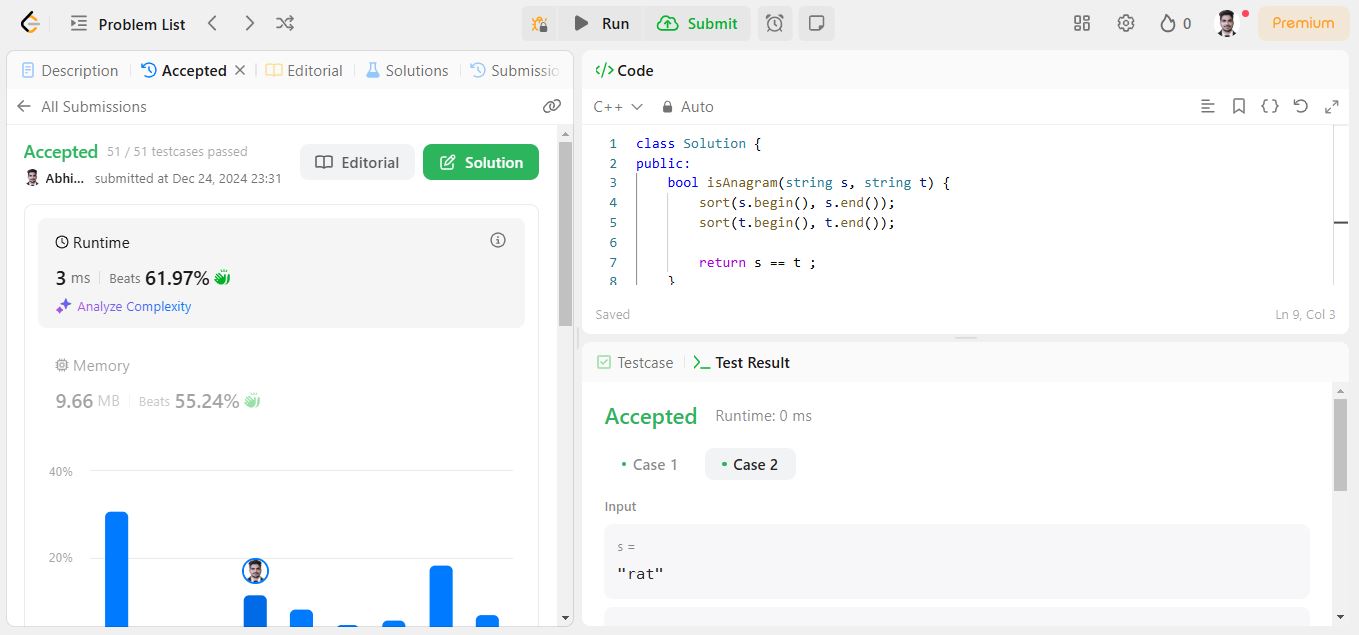 Problem List
Run
Submit
0
Premium
Description
Accepted
Editorial
Solutions
Submissio
All Submissions
Accepted 51 / 51 testcases passed
Abhi... submitted at Dec 24, 2024 23:31
Editorial
Solution
Runtime
3 ms Beats 61.97%
Analyze Complexity
Memory
9.66 MB Beats 55.24%
40%
20%
</> Code
C++ Auto
1 class Solution {
2 public:
3 bool isAnagram(string s, string t) {
4 sort(s.begin(), s.end());
5 sort(t.begin(), t.end());
6
7 return s == t ;
8 }
Saved
Ln 9, Col 3
Testcase
>_ Test Result
Accepted Runtime: 0 ms
• Case 1
• Case 2
Input
s =
"rat"